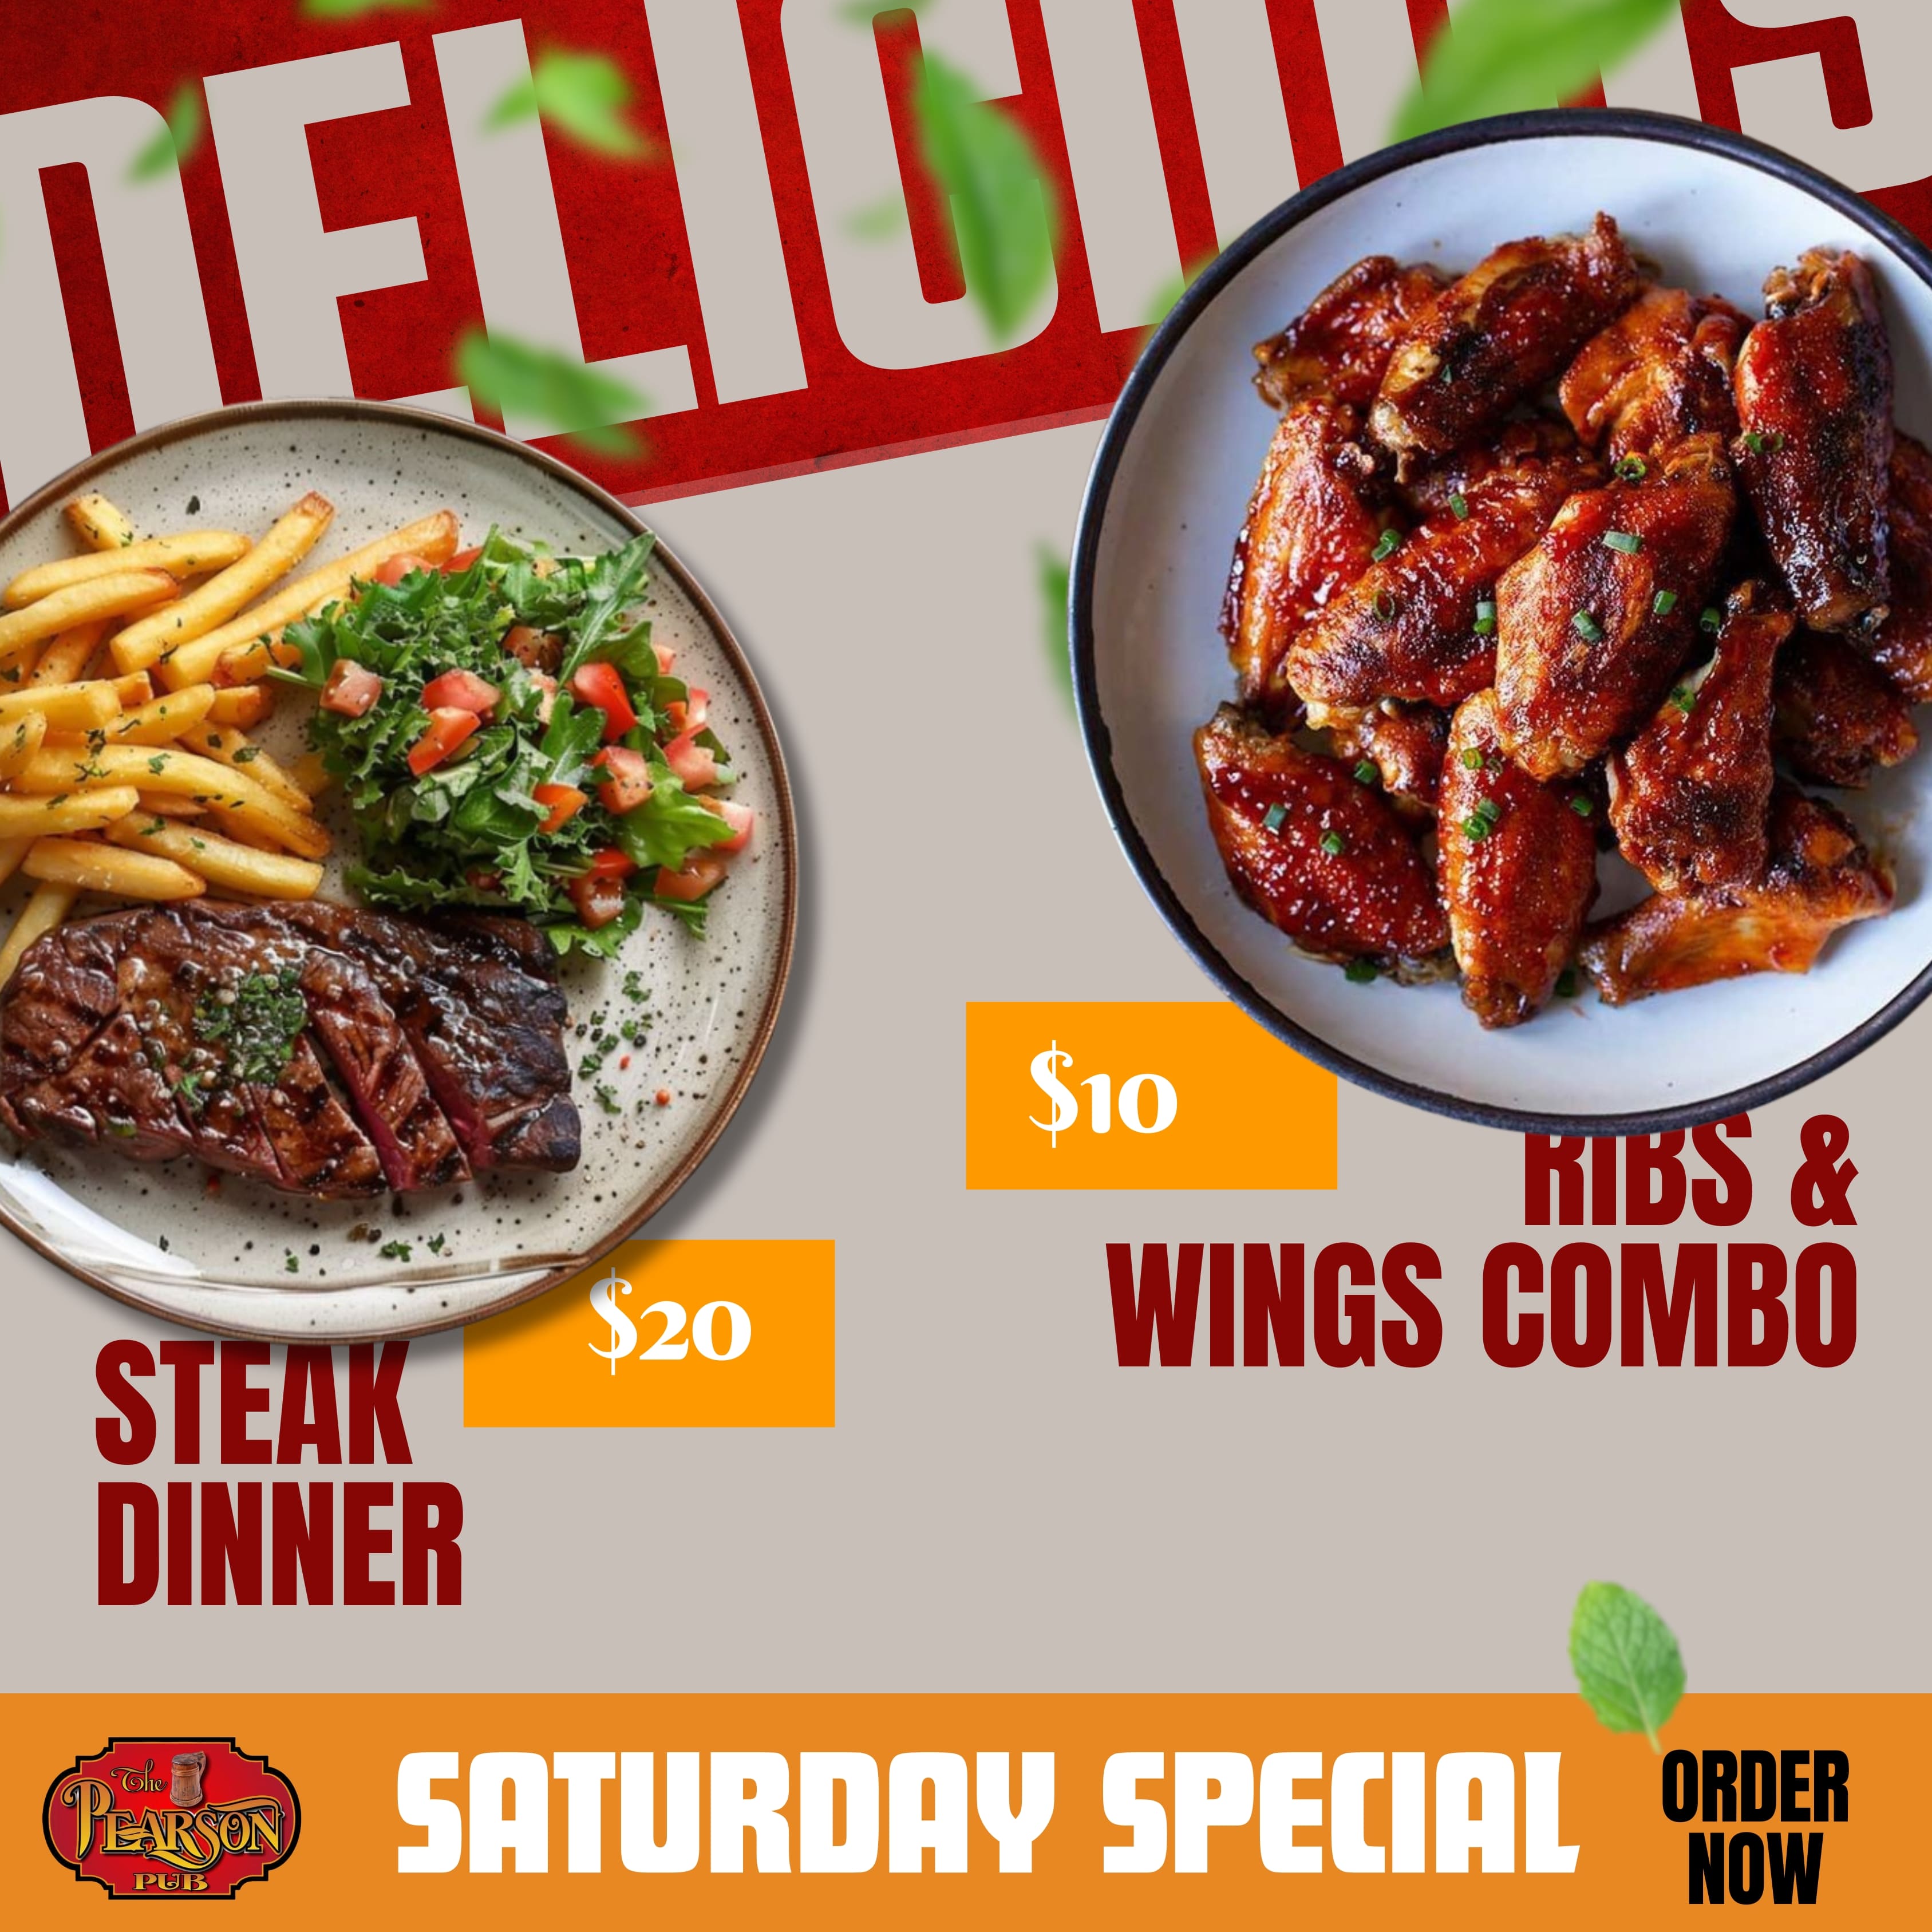 DELICIOUS
$10
RIBS &
WINGS COMBO
$20
STEAK
DINNER
The
PEARSON
PUB
SATURDAY SPECIAL
ORDER
NOW